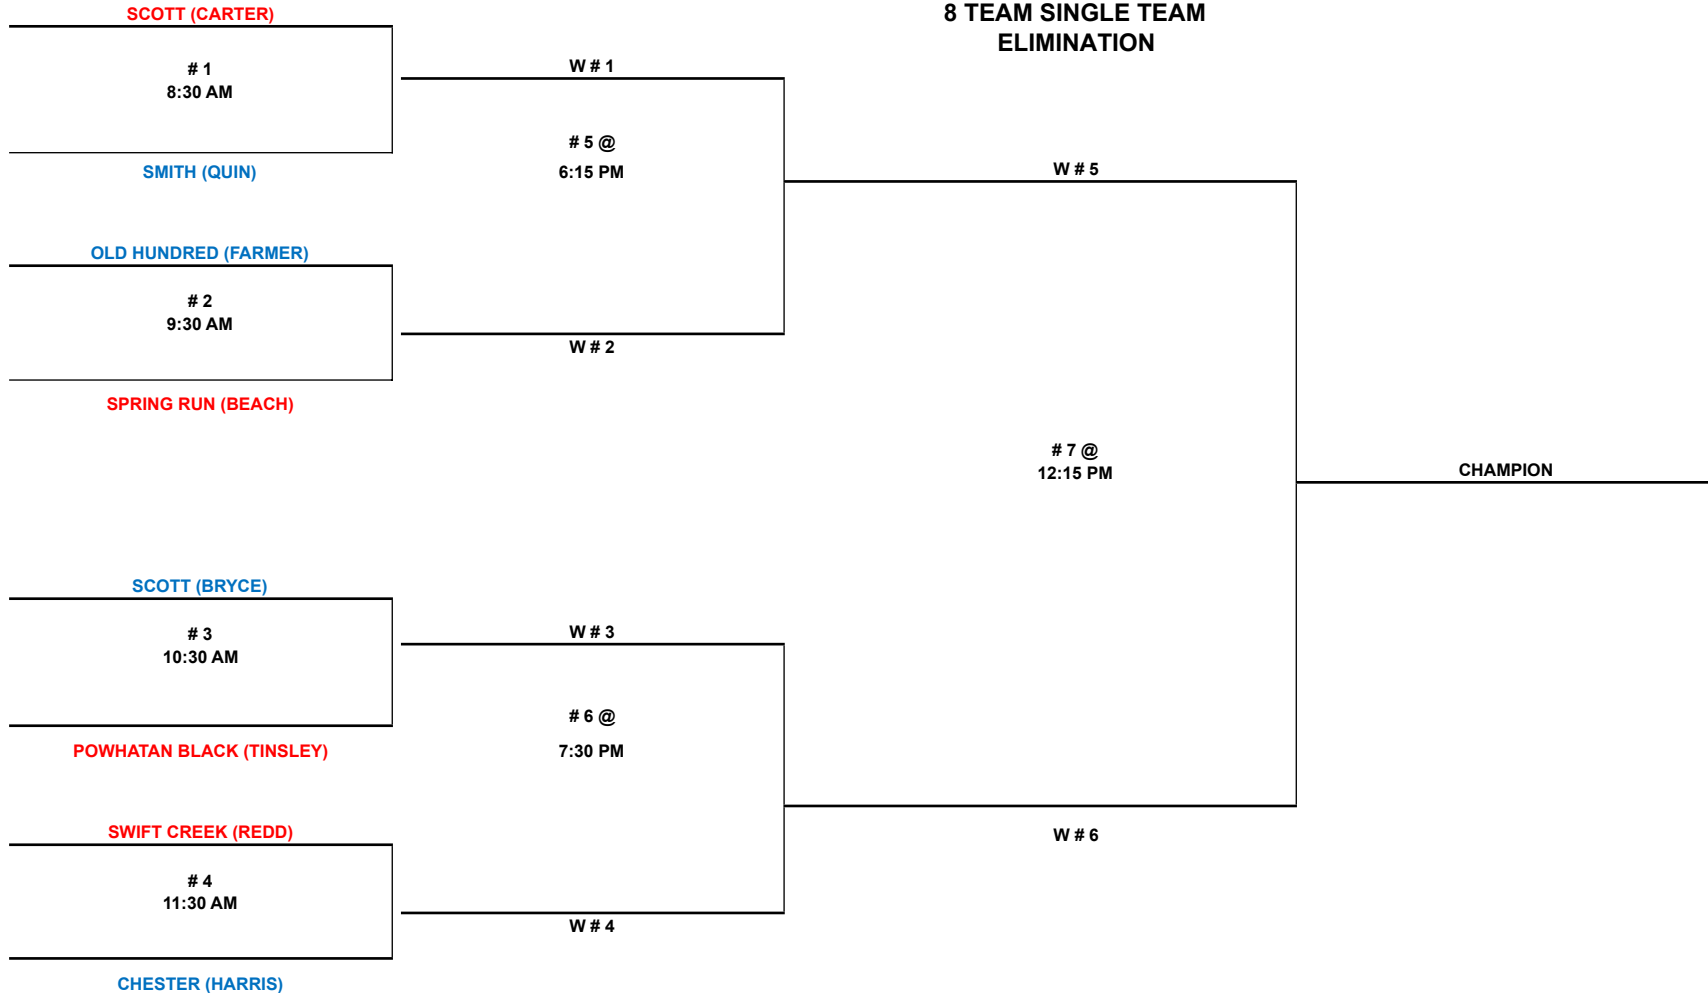 8 TEAM SINGLE TEAM
ELIMINATION
SCOTT (CARTER)
# 1
8:30 AM
SMITH (QUIN)
OLD HUNDRED (FARMER)
# 2
9:30 AM
SPRING RUN (BEACH)
SCOTT (BRYCE)
# 3
10:30 AM
POWHATAN BLACK (TINSLEY)
SWIFT CREEK (REDD)
# 4
11:30 AM
CHESTER (HARRIS)
W # 1
# 5 @
6:15 PM
W # 2
W # 3
# 6 @
7:30 PM
W # 4
W # 5
# 7 @
12:15 PM
W # 6
CHAMPION